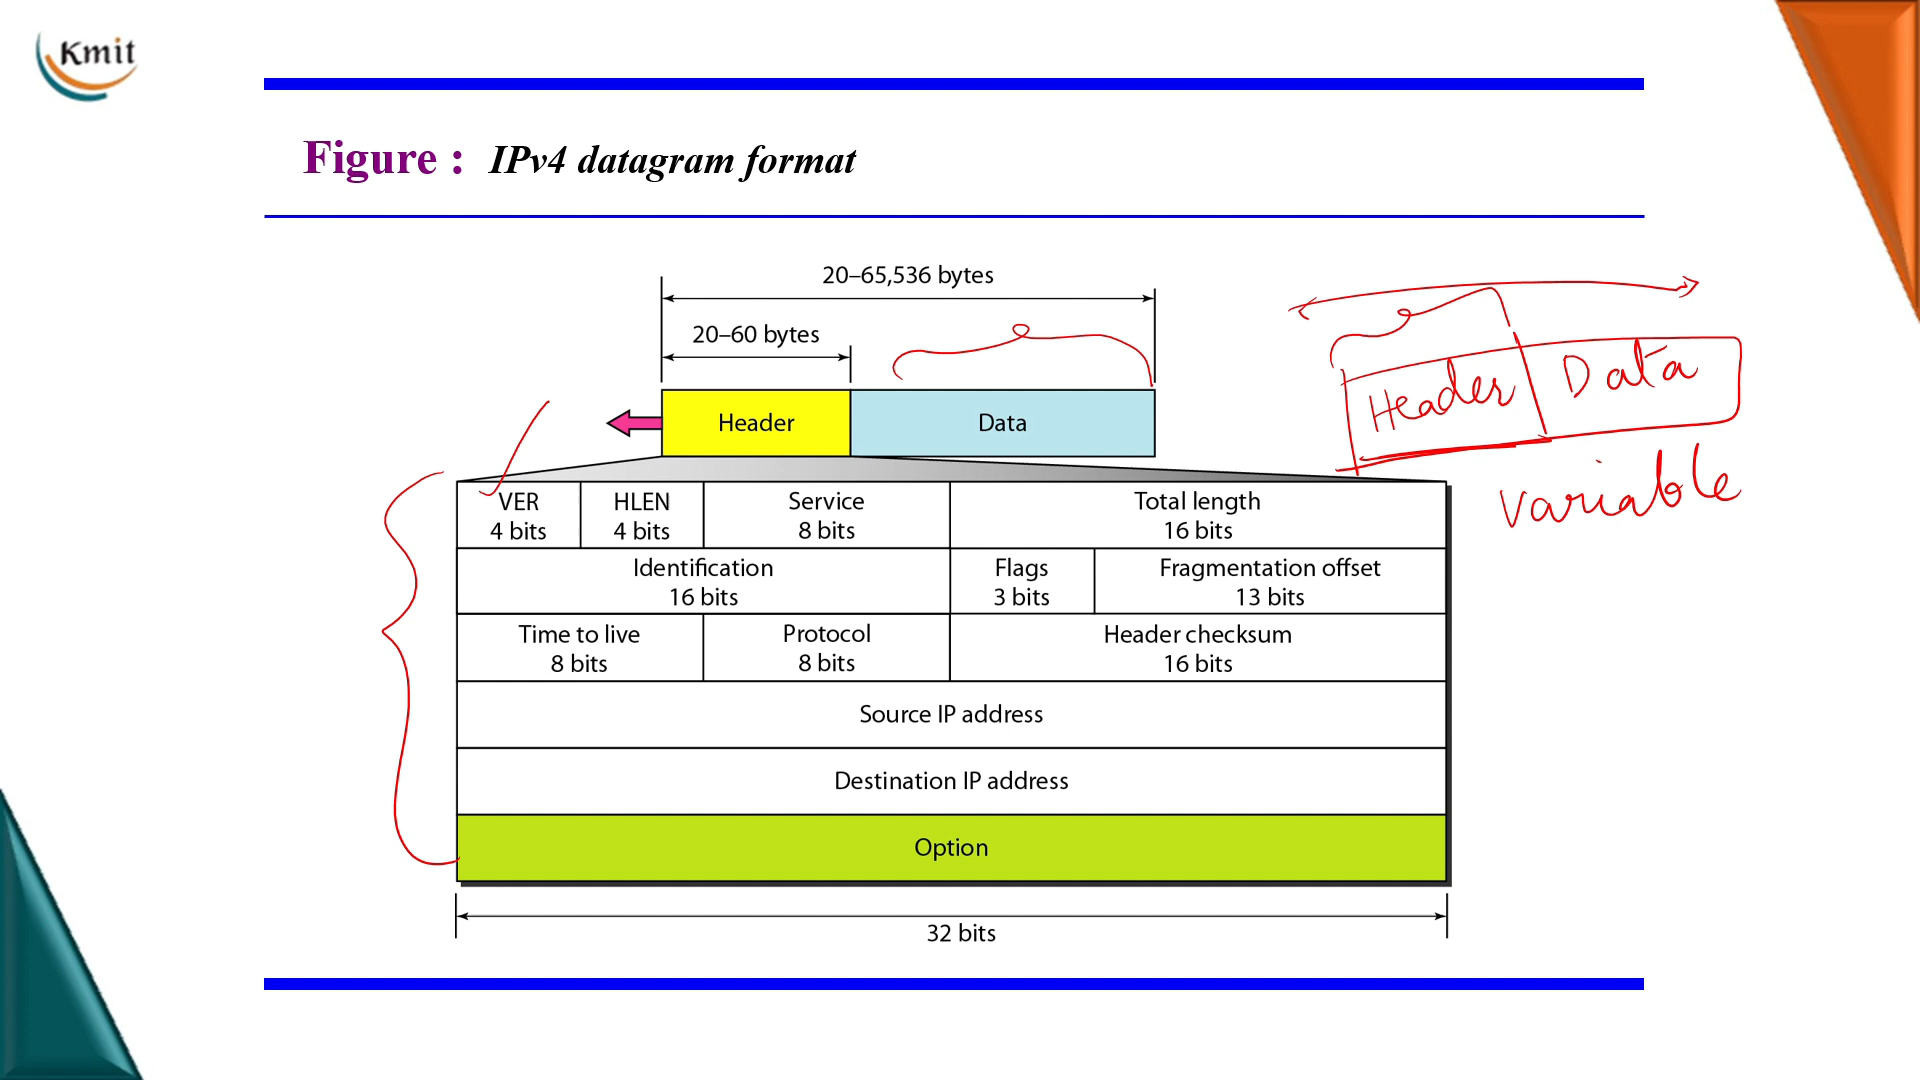 Kmit
Figure : IPv4 datagram format
20–65,536 bytes
20–60 bytes
Header Data
Header Data
variable
VER HLEN Service Total length
4 bits 4 bits 8 bits 16 bits
Identification Flags Fragmentation offset
16 bits 3 bits 13 bits
Time to live Protocol Header checksum
8 bits 8 bits 16 bits
Source IP address
Destination IP address
Option
32 bits